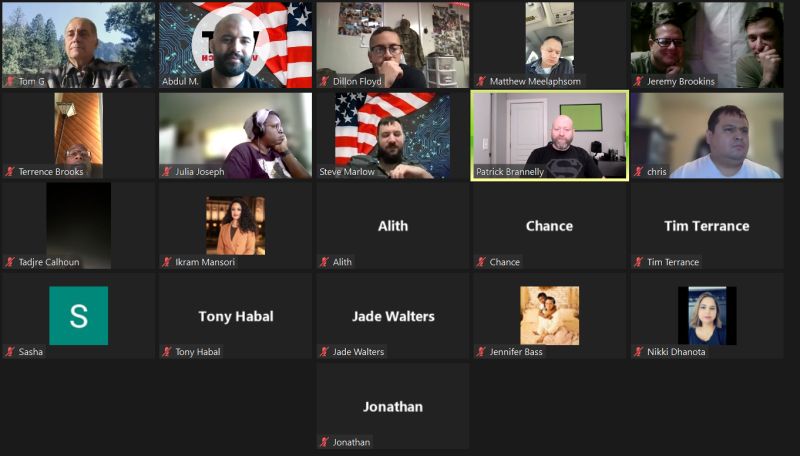 Tom G
Abdul M.
Dillon Floyd
Matthew Meelaphsom
Jeremy Brookins
Terrence Brooks
Julia Joseph
Steve Marlow
Patrick Brannelly
chris
Tadjre Calhoun
Ikram Mansori
Alith
Alith
Chance
Chance
Tim Terrance
Tim Terrance
S
Sasha
Tony Habal
Tony Habal
Jade Walters
Jade Walters
Jennifer Bass
Nikki Dhanota
Jonathan
Jonathan